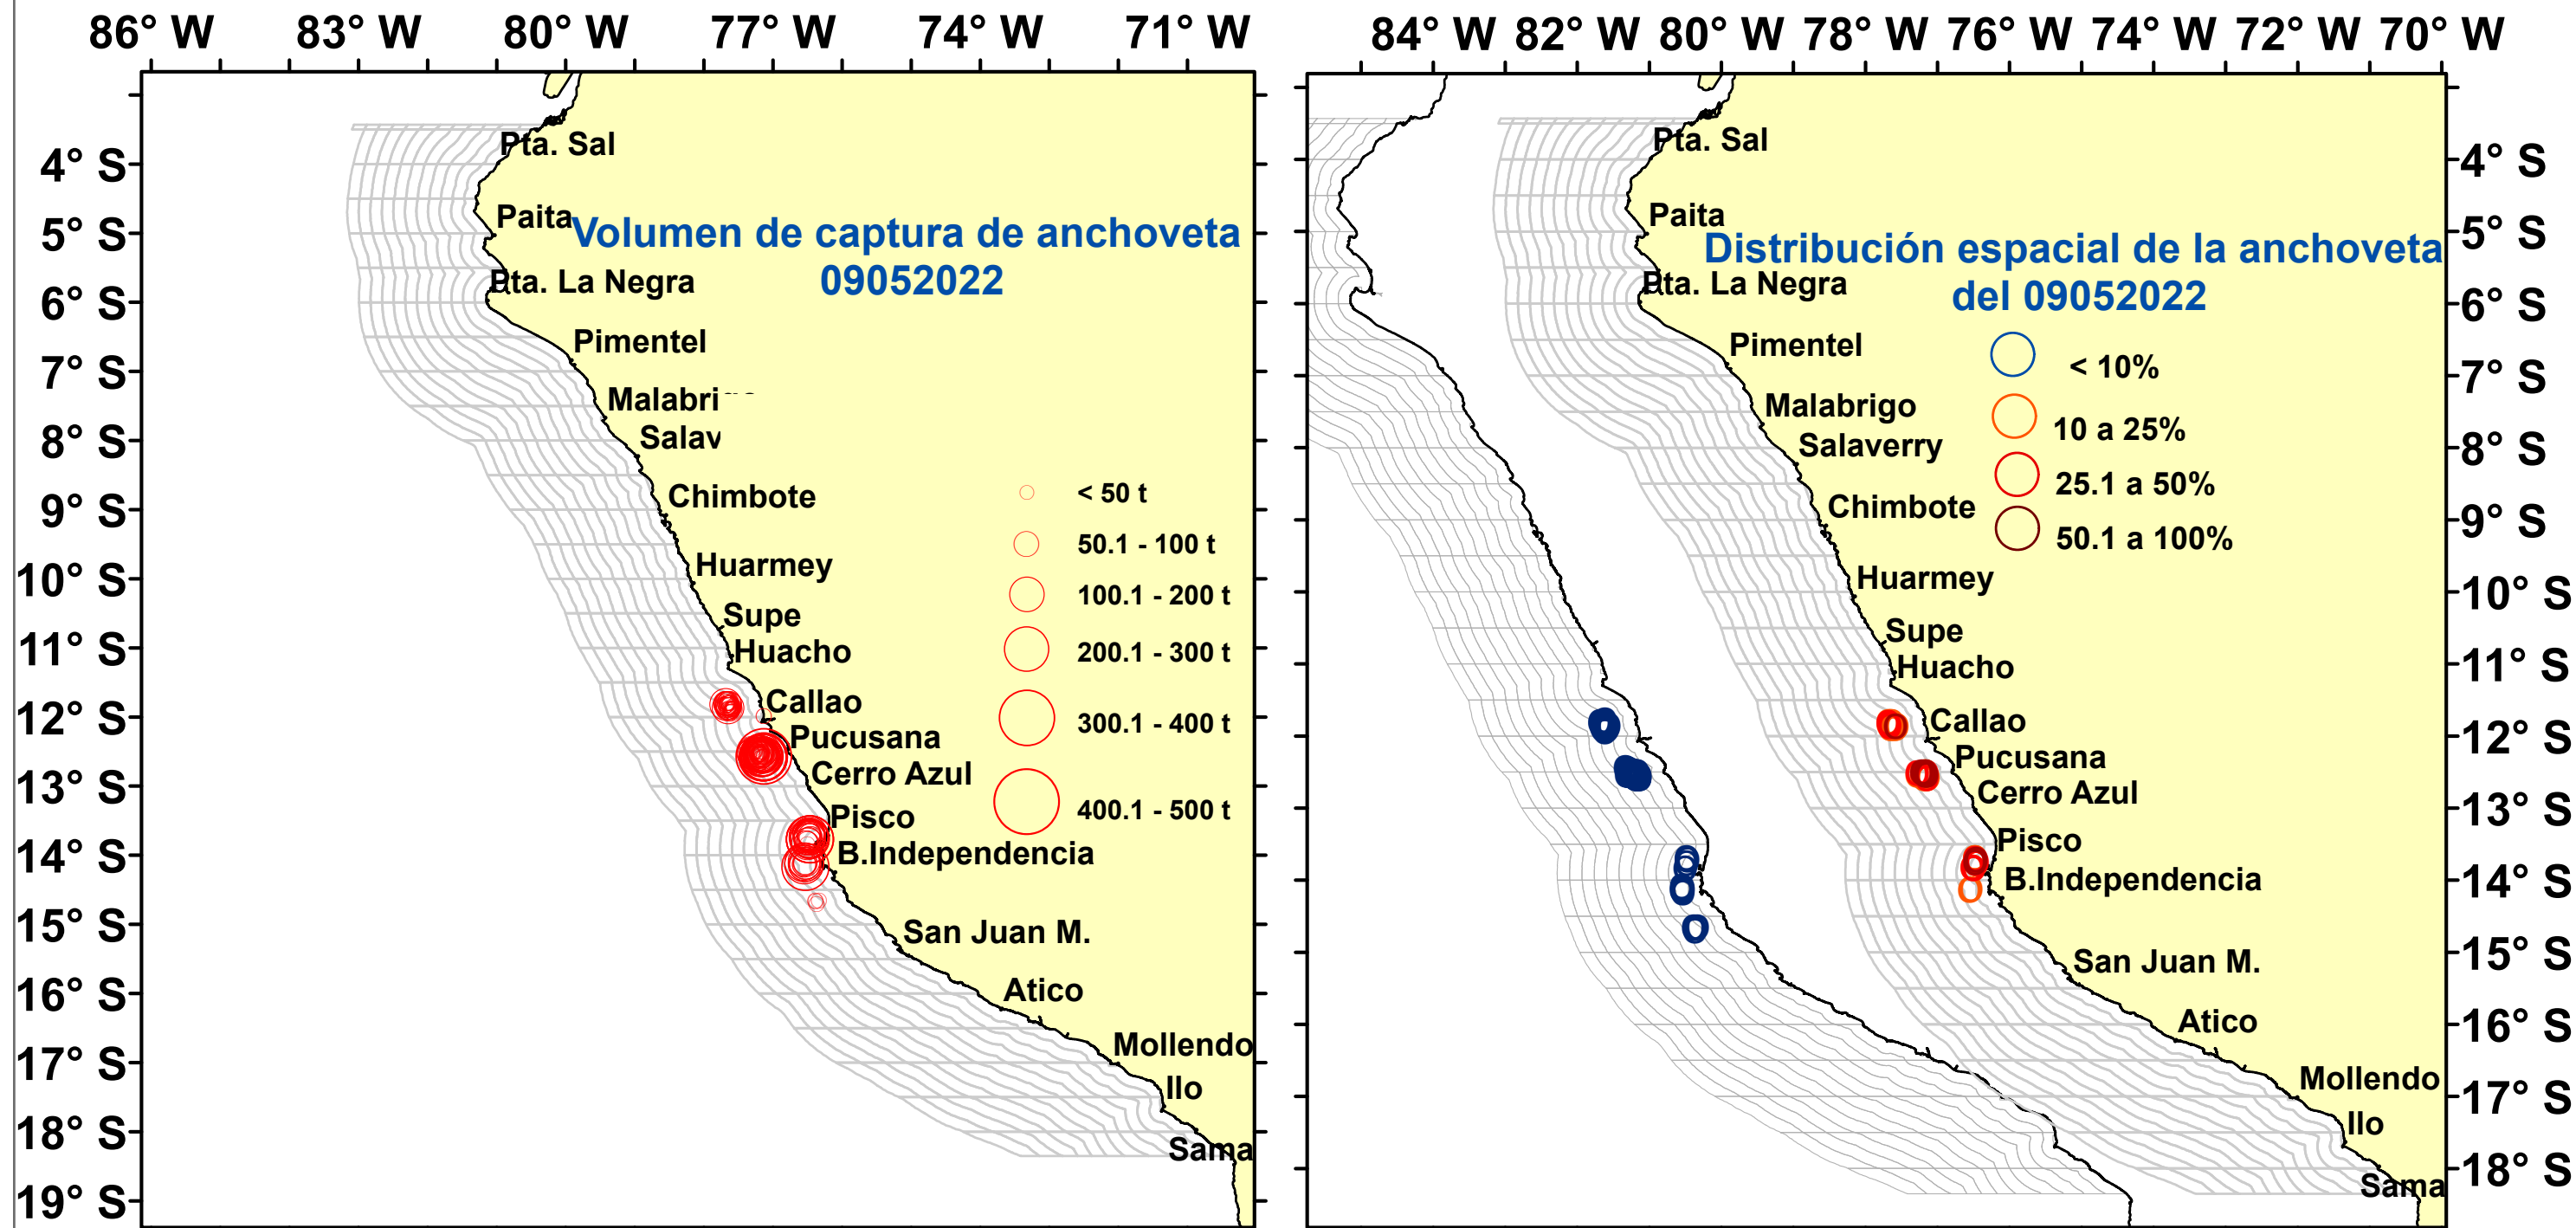 86° W 83° W 80° W 77° W 74° W 71° W
4° S
5° S
6° S
7° S
8° S
9° S
10° S
11° S
12° S
13° S
14° S
15° S
16° S
17° S
18° S
19° S
Pta. Sal
Paita
Volumen de captura de anchoveta
09052022
Pta. La Negra
Pimentel
Malabri
Salav
Chimbote
Huarmey
Supe
Huacho
Callao
Pucusana
Cerro Azul
Pisco
B.Independencia
San Juan M.
Atico
Mollendo
Ilo
Sama
< 50 t
50.1 - 100 t
100.1 - 200 t
200.1 - 300 t
300.1 - 400 t
400.1 - 500 t
84° W 82° W 80° W 78° W 76° W 74° W 72° W 70° W
Pta. Sal
Paita
Distribución espacial de la anchoveta
del 09052022
Pta. La Negra
Pimentel
Malabrigo
Salaverry
Chimbote
Huarmey
Supe
Huacho
Callao
Pucusana
Cerro Azul
Pisco
B.Independencia
San Juan M.
Atico
Mollendo
Ilo
Sama
< 10%
10 a 25%
25.1 a 50%
50.1 a 100%
4° S
5° S
6° S
7° S
8° S
9° S
10° S
11° S
12° S
13° S
14° S
15° S
16° S
17° S
18° S